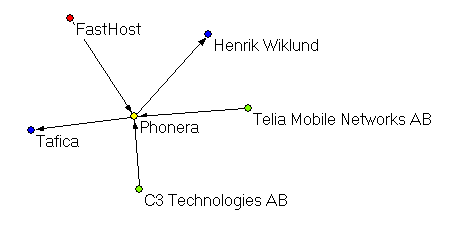 FastHost
Henrik Wiklund
Telia Mobile Networks AB
Phonera
Tafica
C3 Technologies AB